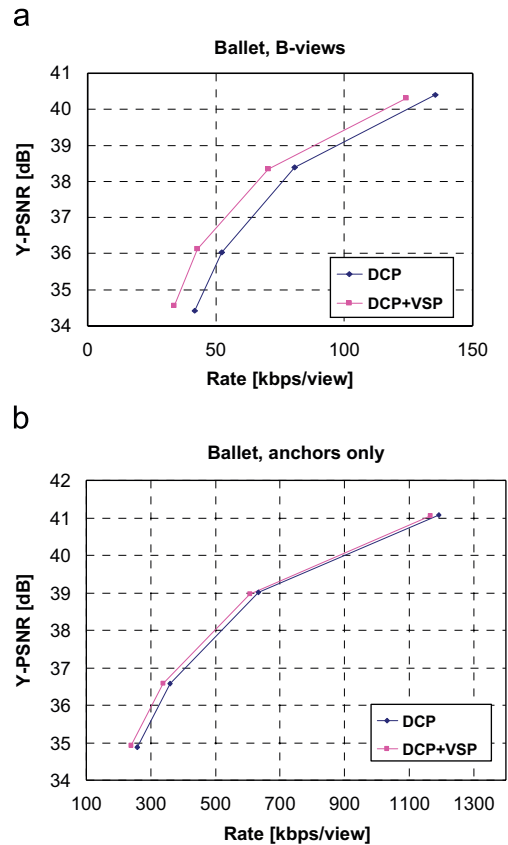 a
Ballet, B-views
41
40
39
38
37
36
35
34
Y-PSNR [dB]
DCP
DCP+VSP
0 50 100 150
Rate [kbps/view]
b
Ballet, anchors only
42
41
40
39
38
37
36
35
34
Y-PSNR [dB]
DCP
DCP+VSP
100 300 500 700 900 1100 1300
Rate [kbps/view]